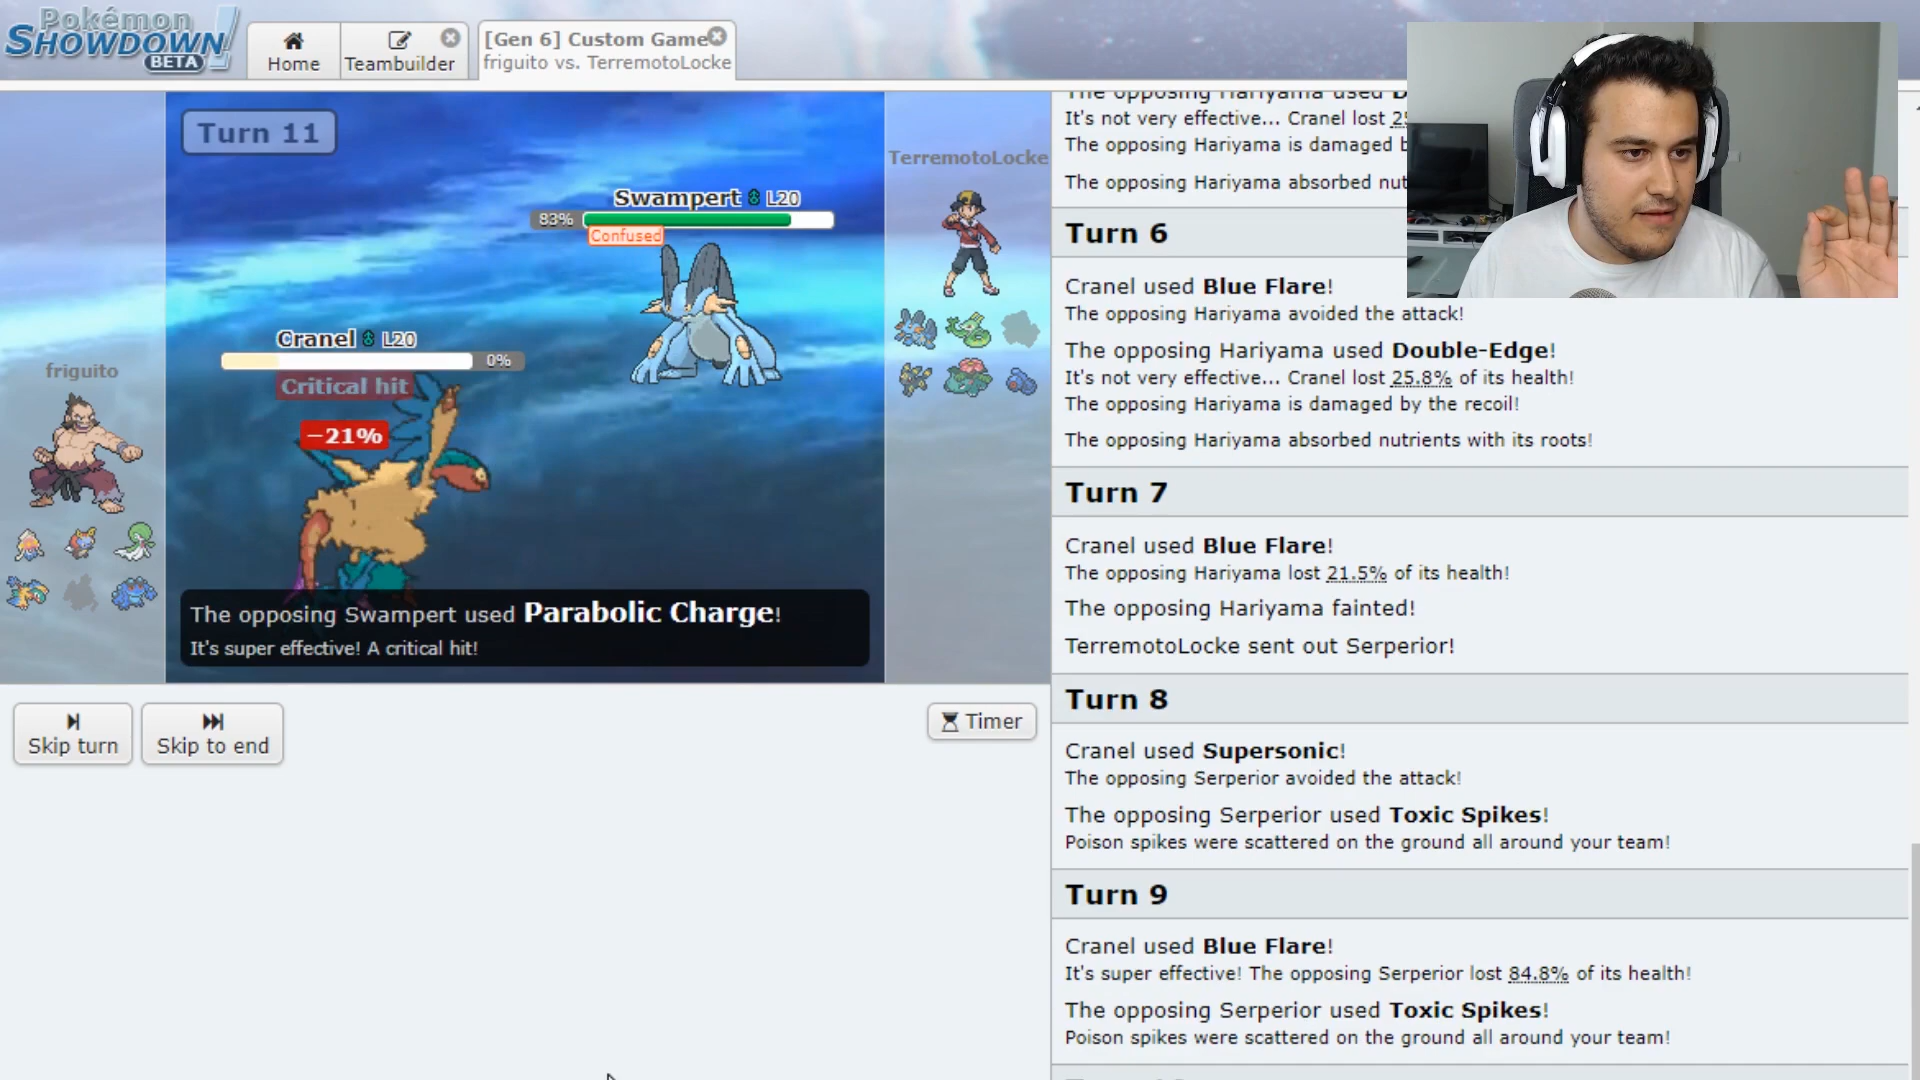 Pokémon
SHOWDOWN!
BETA
Home
Teambuilder
[Gen 6] Custom Game
friguito vs. TerremotoLocke
Turn 11
Swampert L20
83%
Confused
Cranel L20
0%
Critical hit
−21%
friguito
TerremotoLocke
The opposing Swampert used Parabolic Charge!
It's super effective! A critical hit!
Skip turn
Skip to end
Timer
The opposing Hariyama used
It's not very effective... Cranel lost
The opposing Hariyama is damaged
The opposing Hariyama absorbed
Turn 6
Cranel used Blue Flare!
The opposing Hariyama avoided the attack!
The opposing Hariyama used Double-Edge!
It's not very effective... Cranel lost 25.8% of its health!
The opposing Hariyama is damaged by the recoil!
The opposing Hariyama absorbed nutrients with its roots!
Turn 7
Cranel used Blue Flare!
The opposing Hariyama lost 21.5% of its health!
The opposing Hariyama fainted!
TerremotoLocke sent out Serperior!
Turn 8
Cranel used Supersonic!
The opposing Serperior avoided the attack!
The opposing Serperior used Toxic Spikes!
Poison spikes were scattered on the ground all around your team!
Turn 9
Cranel used Blue Flare!
It's super effective! The opposing Serperior lost 84.8% of its health!
The opposing Serperior used Toxic Spikes!
Poison spikes were scattered on the ground all around your team!